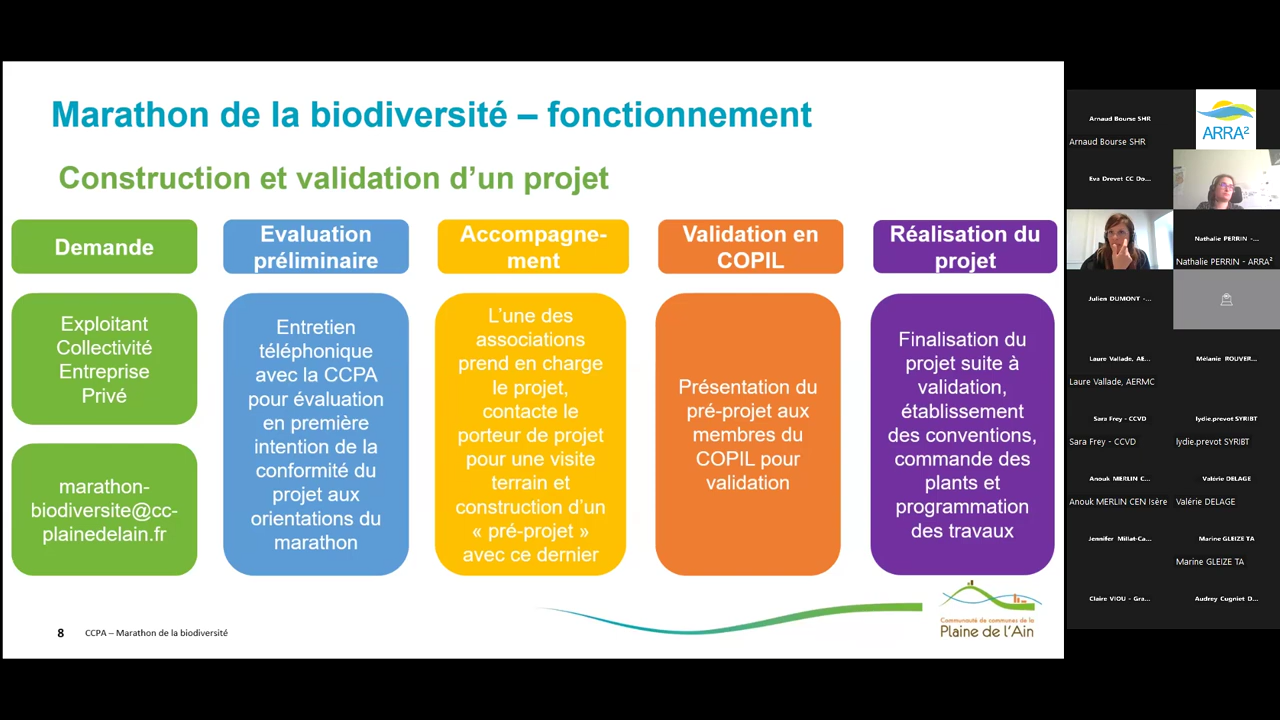 Marathon de la biodiversité – fonctionnement
Construction et validation d’un projet
Demande
Exploitant
Collectivité
Entreprise
Privé
marathon-
biodiversite@cc-
plainedelain.fr
Evaluation
préliminaire
Entretien
téléphonique
avec la CCPA
pour évaluation
en première
intention de la
conformité du
projet aux
orientations du
marathon
Accompagne-
ment
L’une des
associations
prend en charge
le projet,
contacte le
porteur de projet
pour une visite
terrain et
construction d’un
« pré-projet »
avec ce dernier
Validation en
COPIL
Présentation du
pré-projet aux
membres du
COPIL pour
validation
Réalisation du
projet
Finalisation du
projet suite à
validation,
établissement
des conventions,
commande des
plants et
programmation
des travaux
8
CCPA – Marathon de la biodiversité
Communauté de communes de la
Plaine de l’Ain
Arnaud Bourse SHR
Arnaud Bourse SHR
ARRA²
Eva Drevet CC Do...
Nathalie PERRIN -...
Nathalie PERRIN - ARRA²
Julien DUMONT -...
Laure Vallade, AE...
Laure Vallade, AERMC
Mélanie ROUVER...
Sara Frey - CCVD
Sara Frey - CCVD
lydie.prevot SYRIBT
lydie.prevot SYRIBT
Anouk MERLIN C...
Anouk MERLIN CEN Isère
Valérie DELAGE
Valérie DELAGE
Jennifer Millat-Ca...
Marine GLEIZE TA
Marine GLEIZE TA
Claire VIOU - Gra...
Audrey Cugniet D...